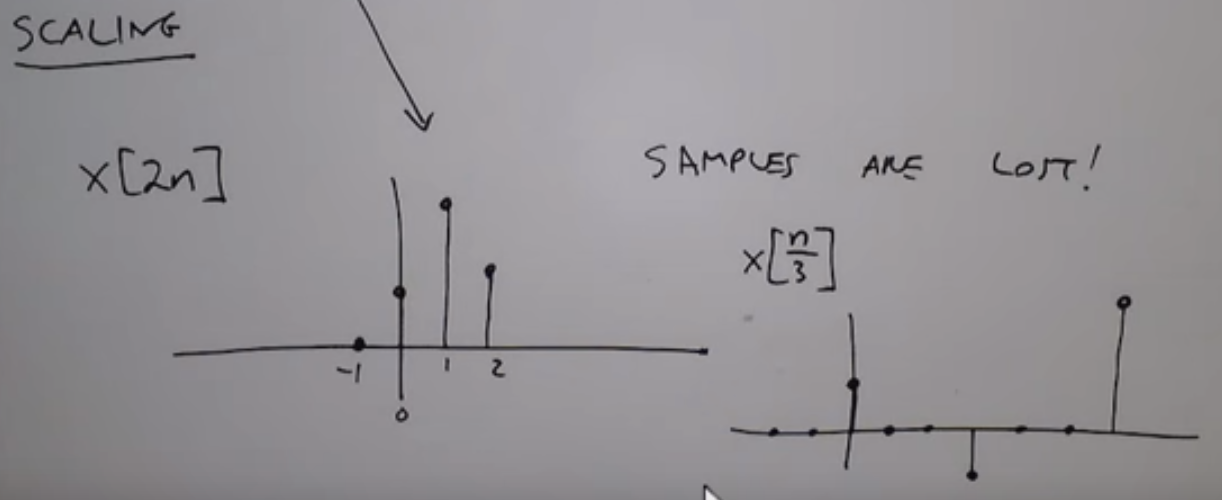 SCALING
x[2n]
SAMPLES ARE LOST!
x[n/3]
-1 1 2
0